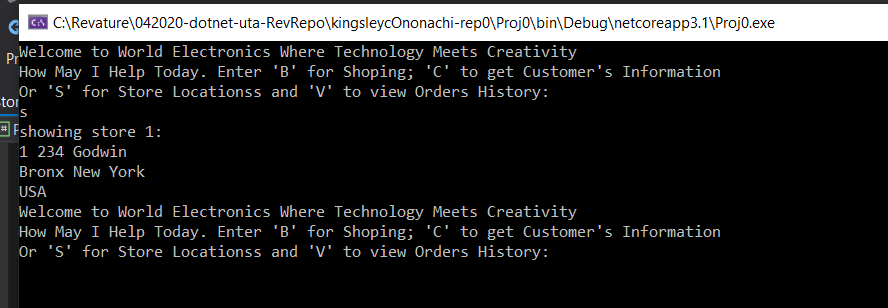 C:\Revature\042020-dotnet-uta-RevRepo\kingsleycOnonachi-rep0\Proj0\bin\Debug\netcoreapp3.1\Proj0.exe
Welcome to World Electronics Where Technology Meets Creativity
How May I Help Today. Enter 'B' for Shoping; 'C' to get Customer's Information
Or 'S' for Store Locationss and 'V' to view Orders History:
s
showing store 1:
1 234 Godwin
Bronx New York
USA
Welcome to World Electronics Where Technology Meets Creativity
How May I Help Today. Enter 'B' for Shoping; 'C' to get Customer's Information
Or 'S' for Store Locationss and 'V' to view Orders History: